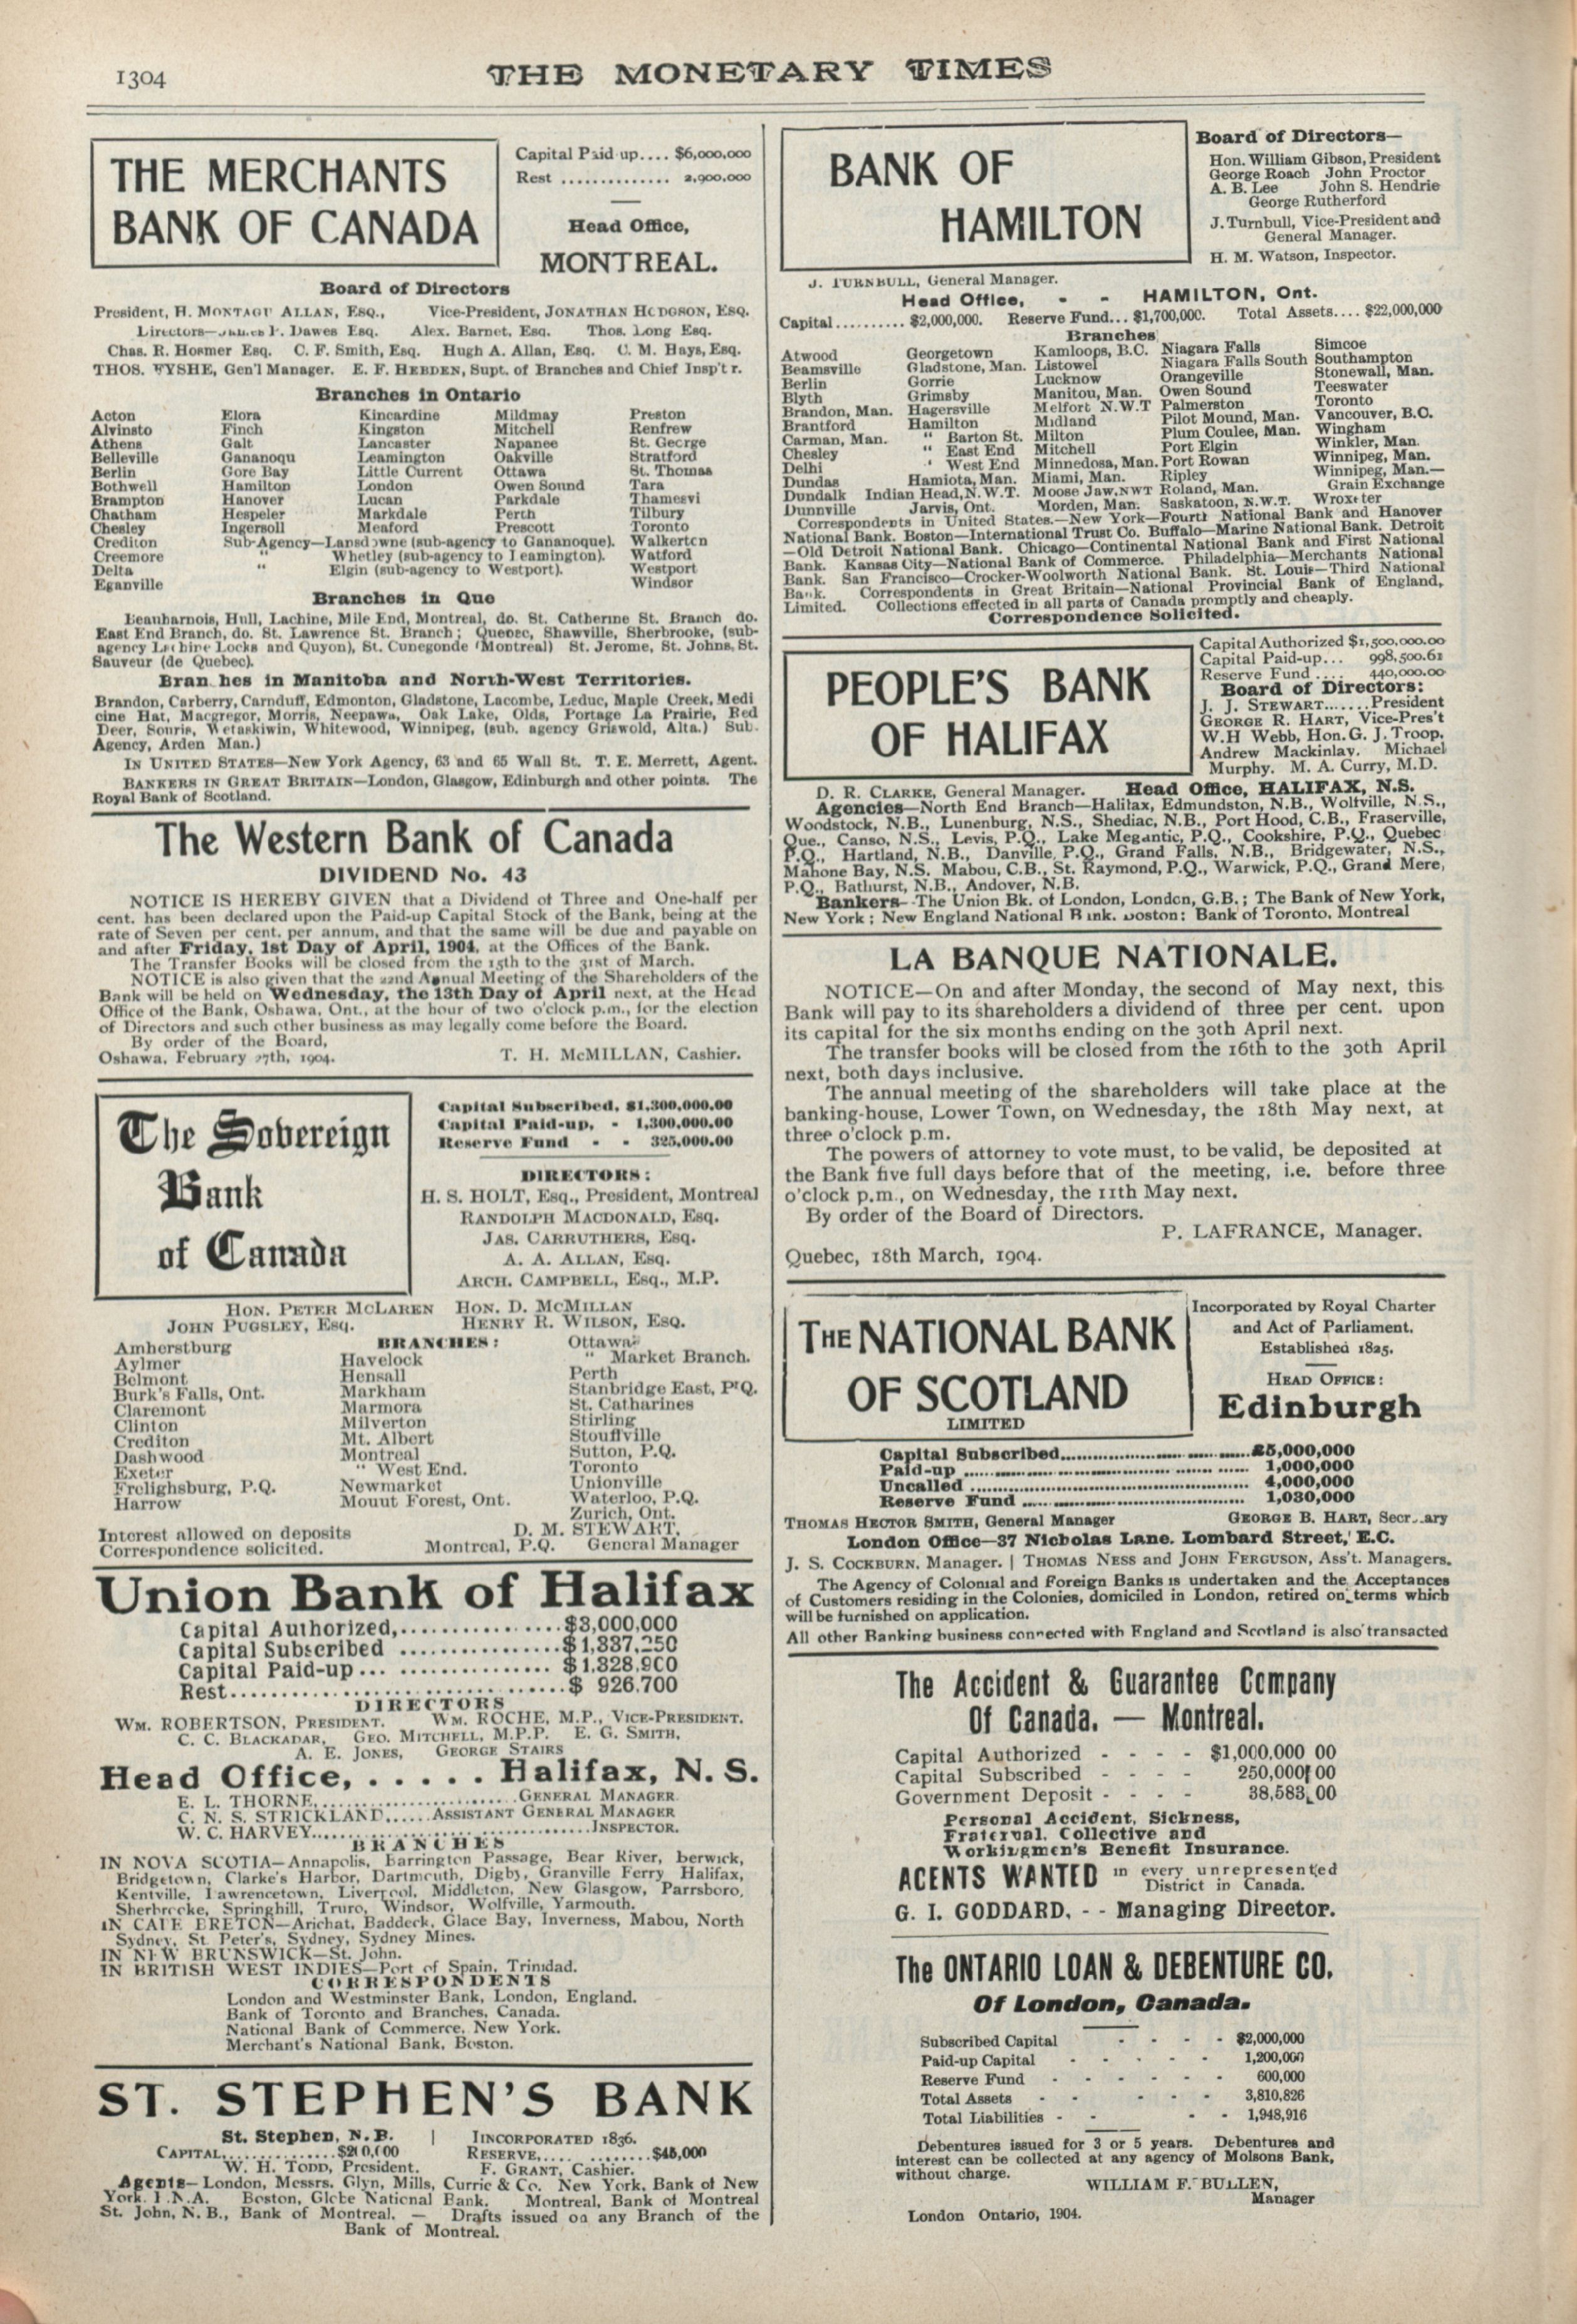 1304
THE MONETARY TIMES
THE MERCHANTS
BANK OF CANADA
Capital Paid up.... $6,000,000
Rest .............. 2,900,000
Head Office,
MONTREAL.
Board of Directors
President, H. MONTAGU ALLAN, ESQ., Vice-President, JONATHAN HODGSON, ESQ.
Directors—James P. Dawes Esq. Alex. Barnet, Esq. Thos. Long Esq.
Chas. R. Hosmer Esq. C. F. Smith, Esq. Hugh A. Allan, Esq. C. M. Hays, Esq.
THOS. FYSHE, Gen'l Manager. E. F. HEBDEN, Supt. of Branches and Chief Insp't r.
Branches in Ontario
Acton Elora Kincardine Mildmay Preston
Alvinsto Finch Kingston Mitchell Renfrew
Athens Galt Lancaster Napanee St. George
Belleville Gananoqu Leamington Oakville Stratford
Berlin Gore Bay Little Current Ottawa St. Thomas
Bothwell Hamilton London Owen Sound Tara
Brampton Hanover Lucan Parkdale Thamesvi
Chatham Hespeler Markdale Perth Tilbury
Chesley Ingersoll Meaford Prescott Toronto
Crediton Sub-Agency—Lansdowne (sub-agency to Gananoque). Walkerton
Creemore " Whetley (sub-agency to Leamington). Watford
Delta " Elgin (sub-agency to Westport). Westport
Eganville Windsor
Branches in Que
Beauharnois, Hull, Lachine, Mile End, Montreal, do. St. Catherine St. Branch do.
East End Branch, do. St. Lawrence St. Branch; Quebec, Shawville, Sherbrooke, (sub-
agency Lachine Locks and Quyon), St. Cunegonde (Montreal) St. Jerome, St. Johns, St.
Sauveur (de Quebec).
Bran hes in Manitoba and North-West Territories.
Brandon, Carberry, Carnduff, Edmonton, Gladstone, Lacombe, Leduc, Maple Creek, Medi
cine Hat, Macgregor, Morris, Neepawa, Oak Lake, Olds, Portage La Prairie, Red
Deer, Souris, Wetaskiwin, Whitewood, Winnipeg, (sub. agency Griswold, Alta.) Sub.
Agency, Arden Man.)
IN UNITED STATES—New York Agency, 63 and 65 Wall St. T. E. Merrett, Agent.
BANKERS IN GREAT BRITAIN—London, Glasgow, Edinburgh and other points. The
Royal Bank of Scotland.
The Western Bank of Canada
DIVIDEND No. 43
NOTICE IS HEREBY GIVEN that a Dividend of Three and One-half per
cent. has been declared upon the Paid-up Capital Stock of the Bank, being at the
rate of Seven per cent. per annum, and that the same will be due and payable on
and after Friday, 1st Day of April, 1904, at the Offices of the Bank.
The Transfer Books will be closed from the 15th to the 31st of March.
NOTICE is also given that the 22nd Annual Meeting of the Shareholders of the
Bank will be held on Wednesday, the 13th Day of April next, at the Head
Office of the Bank, Oshawa, Ont., at the hour of two o'clock p.m., for the election
of Directors and such other business as may legally come before the Board.
By order of the Board,
Oshawa, February 27th, 1904. T. H. McMILLAN, Cashier.
The Sovereign
Bank
of Canada
Capital Subscribed, $1,300,000.00
Capital Paid-up, - 1,300,000.00
Reserve Fund - - 325,000.00
DIRECTORS:
H. S. HOLT, Esq., President, Montreal
RANDOLPH MACDONALD, Esq.
JAS. CARRUTHERS, Esq.
A. A. ALLAN, Esq.
ARCH. CAMPBELL, Esq., M.P.
HON. PETER MCLAREN HON. D. MCMILLAN
JOHN PUGSLEY, Esq. HENRY R. WILSON, ESQ.
BRANCHES:
Amherstburg Ottawa
Aylmer Havelock " Market Branch.
Belmont Hensall Perth
Burk's Falls, Ont. Markham Stanbridge East, P.Q.
Claremont Marmora St. Catharines
Clinton Milverton Stirling
Crediton Mt. Albert Stouffville
Dashwood Montreal Sutton, P.Q.
Exeter " West End. Toronto
Frelighsburg, P.Q. Newmarket Unionville
Harrow Mouut Forest, Ont. Waterloo, P.Q.
Zurich, Ont.
Interest allowed on deposits D. M. STEWART,
Correspondence solicited. Montreal, P.Q. General Manager
Union Bank of Halifax
Capital Authorized,................$3,000,000
Capital Subscribed ................$1,337,250
Capital Paid-up ... ............... $1,328,900
Rest..................................$ 926,700
DIRECTORS
WM. ROBERTSON, PRESIDENT. WM. ROCHE, M.P., VICE-PRESIDENT.
C. C. BLACKADAR, GEO. MITCHELL, M.P.P. E. G. SMITH,
A. E. JONES, GEORGE STAIRS
Head Office, . . . . . Halifax, N. S.
E. L. THORNE,.........................GENERAL MANAGER
C. N. S. STRICKLAND,.....ASSISTANT GENERAL MANAGER
W. C. HARVEY...................................INSPECTOR.
BRANCHES
IN NOVA SCOTIA—Annapolis, Barrington Passage, Bear River, berwick,
Bridgetown, Clarke's Harbor, Dartmouth, Digby, Granville Ferry Halifax,
Kentville, Lawrencetown, Liverpool, Middleton, New Glasgow, Parrsboro,
Sherbrooke, Springhill, Truro, Windsor, Wolfville, Yarmouth.
IN CAPE BRETON—Arichat, Baddeck, Glace Bay, Inverness, Mabou, North
Sydney, St. Peter's, Sydney, Sydney Mines.
IN NEW BRUNSWICK—St. John.
IN BRITISH WEST INDIES—Port of Spain, Trinidad.
CORRESPONDENTS
London and Westminster Bank, London, England.
Bank of Toronto and Branches, Canada.
National Bank of Commerce, New York.
Merchant's National Bank, Boston.
ST. STEPHEN'S BANK
St. Stephen, N. B. | INCORPORATED 1836.
CAPITAL,..............$200,000 RESERVE,.... ........$45,000
W. H. TODD, President. F. GRANT, Cashier.
Agents—London, Messrs. Glyn, Mills, Currie & Co. New York, Bank of New
York. B.N.A. Boston, Globe National Bank. Montreal, Bank of Montreal
St. John, N. B., Bank of Montreal. — Drafts issued on any Branch of the
Bank of Montreal.
BANK OF
HAMILTON
Board of Directors—
Hon. William Gibson, President
George Roach John Proctor
A. B. Lee John S. Hendrie
George Rutherford
J. Turnbull, Vice-President and
General Manager.
H. M. Watson, Inspector.
J. TURNBULL, General Manager.
Head Office, - - HAMILTON, Ont.
Capital.......... $2,000,000. Reserve Fund... $1,700,000. Total Assets.... $22,000,000
Branches
Atwood Georgetown Kamloops, B.C. Niagara Falls Simcoe
Beamsville Gladstone, Man. Listowel Niagara Falls South Southampton
Berlin Gorrie Lucknow Orangeville Stonewall, Man.
Blyth Grimsby Manitou, Man. Owen Sound Teeswater
Brandon, Man. Hagersville Melfort N.W.T Palmerston Toronto
Brantford Hamilton Midland Pilot Mound, Man. Vancouver, B.C.
Carman, Man. " Barton St. Milton Plum Coulee, Man. Wingham
Chesley " East End Mitchell Port Elgin Winkler, Man.
Delhi " West End Minnedosa, Man. Port Rowan Winnipeg, Man.
Dundas Hamiota, Man. Miami, Man. Ripley Winnipeg, Man.—
Dundalk Indian Head, N.W.T. Moose Jaw, NWT Roland, Man. Grain Exchange
Dunnville Jarvis, Ont. Morden, Man. Saskatoon, N.W.T. Wroxeter
Correspondents in United States.—New York—Fourth National Bank and Hanover
National Bank. Boston—International Trust Co. Buffalo—Marine National Bank. Detroit
—Old Detroit National Bank. Chicago—Continental National Bank and First National
Bank. Kansas City—National Bank of Commerce. Philadelphia—Merchants National
Bank. San Francisco—Crocker-Woolworth National Bank. St. Louis—Third National
Bank. Correspondents in Great Britain—National Provincial Bank of England,
Limited. Collections effected in all parts of Canada promptly and cheaply.
Correspondence Solicited.
PEOPLE'S BANK
OF HALIFAX
Capital Authorized $1,500,000.00
Capital Paid-up... 998,500.61
Reserve Fund .... 440,000.00
Board of Directors:
J. J. STEWART.......President
GEORGE R. HART, Vice-Pres't
W.H Webb, Hon. G. J. Troop,
Andrew Mackinlay. Michael
Murphy. M. A. Curry, M.D.
D. R. CLARKE, General Manager. Head Office, HALIFAX, N.S.
Agencies—North End Branch—Halifax, Edmundston, N.B., Wolfville, N.S.,
Woodstock, N.B., Lunenburg, N.S., Shediac, N.B., Port Hood, C.B., Fraserville,
Que., Canso, N.S., Levis, P.Q., Lake Megantic, P.Q., Cookshire, P.Q., Quebec
P.Q., Hartland, N.B., Danville, P.Q., Grand Falls, N.B., Bridgewater, N.S.,
Mahone Bay, N.S. Mabou, C.B., St. Raymond, P.Q., Warwick, P.Q., Grand Mere,
P.Q., Bathurst, N.B., Andover, N.B.
Bankers—The Union Bk. of London, London, G.B.; The Bank of New York,
New York; New England National Bank. Boston: Bank of Toronto, Montreal
LA BANQUE NATIONALE.
NOTICE—On and after Monday, the second of May next, this
Bank will pay to its shareholders a dividend of three per cent. upon
its capital for the six months ending on the 30th April next.
The transfer books will be closed from the 16th to the 30th April
next, both days inclusive.
The annual meeting of the shareholders will take place at the
banking-house, Lower Town, on Wednesday, the 18th May next, at
three o'clock p.m.
The powers of attorney to vote must, to be valid, be deposited at
the Bank five full days before that of the meeting, i.e. before three
o'clock p.m., on Wednesday, the 11th May next.
By order of the Board of Directors.
P. LAFRANCE, Manager.
Quebec, 18th March, 1904.
THE NATIONAL BANK
OF SCOTLAND
LIMITED
Incorporated by Royal Charter
and Act of Parliament.
Established 1825.
HEAD OFFICE:
Edinburgh
Capital Subscribed..............................£5,000,000
Paid-up ............................................. 1,000,000
Uncalled ............................................ 4,000,000
Reserve Fund ..................................... 1,030,000
THOMAS HECTOR SMITH, General Manager GEORGE B. HART, Secretary
London Office—37 Nicholas Lane. Lombard Street, E.C.
J. S. COCKBURN, Manager. | THOMAS NESS and JOHN FERGUSON, Ass't. Managers.
The Agency of Colonial and Foreign Banks is undertaken and the Acceptances
of Customers residing in the Colonies, domiciled in London, retired on terms which
will be furnished on application.
All other Banking business connected with England and Scotland is also transacted
The Accident & Guarantee Company
Of Canada. — Montreal.
Capital Authorized - - - - $1,000,000 00
Capital Subscribed - - - - 250,000 00
Government Deposit - - - - 38,583 00
Personal Accident, Sickness,
Fraternal, Collective and
Workingmen's Benefit Insurance.
AGENTS WANTED in every unrepresented
District in Canada.
G. I. GODDARD, - - Managing Director.
The ONTARIO LOAN & DEBENTURE CO.
Of London, Canada.
Subscribed Capital - - - - $2,000,000
Paid-up Capital - - - - - 1,200,000
Reserve Fund - - - - - - 600,000
Total Assets - - - - - 3,810,826
Total Liabilities - - - - 1,948,916
Debentures issued for 3 or 5 years. Debentures and
interest can be collected at any agency of Molsons Bank,
without charge.
WILLIAM F. BULLEN,
Manager
London Ontario, 1904.